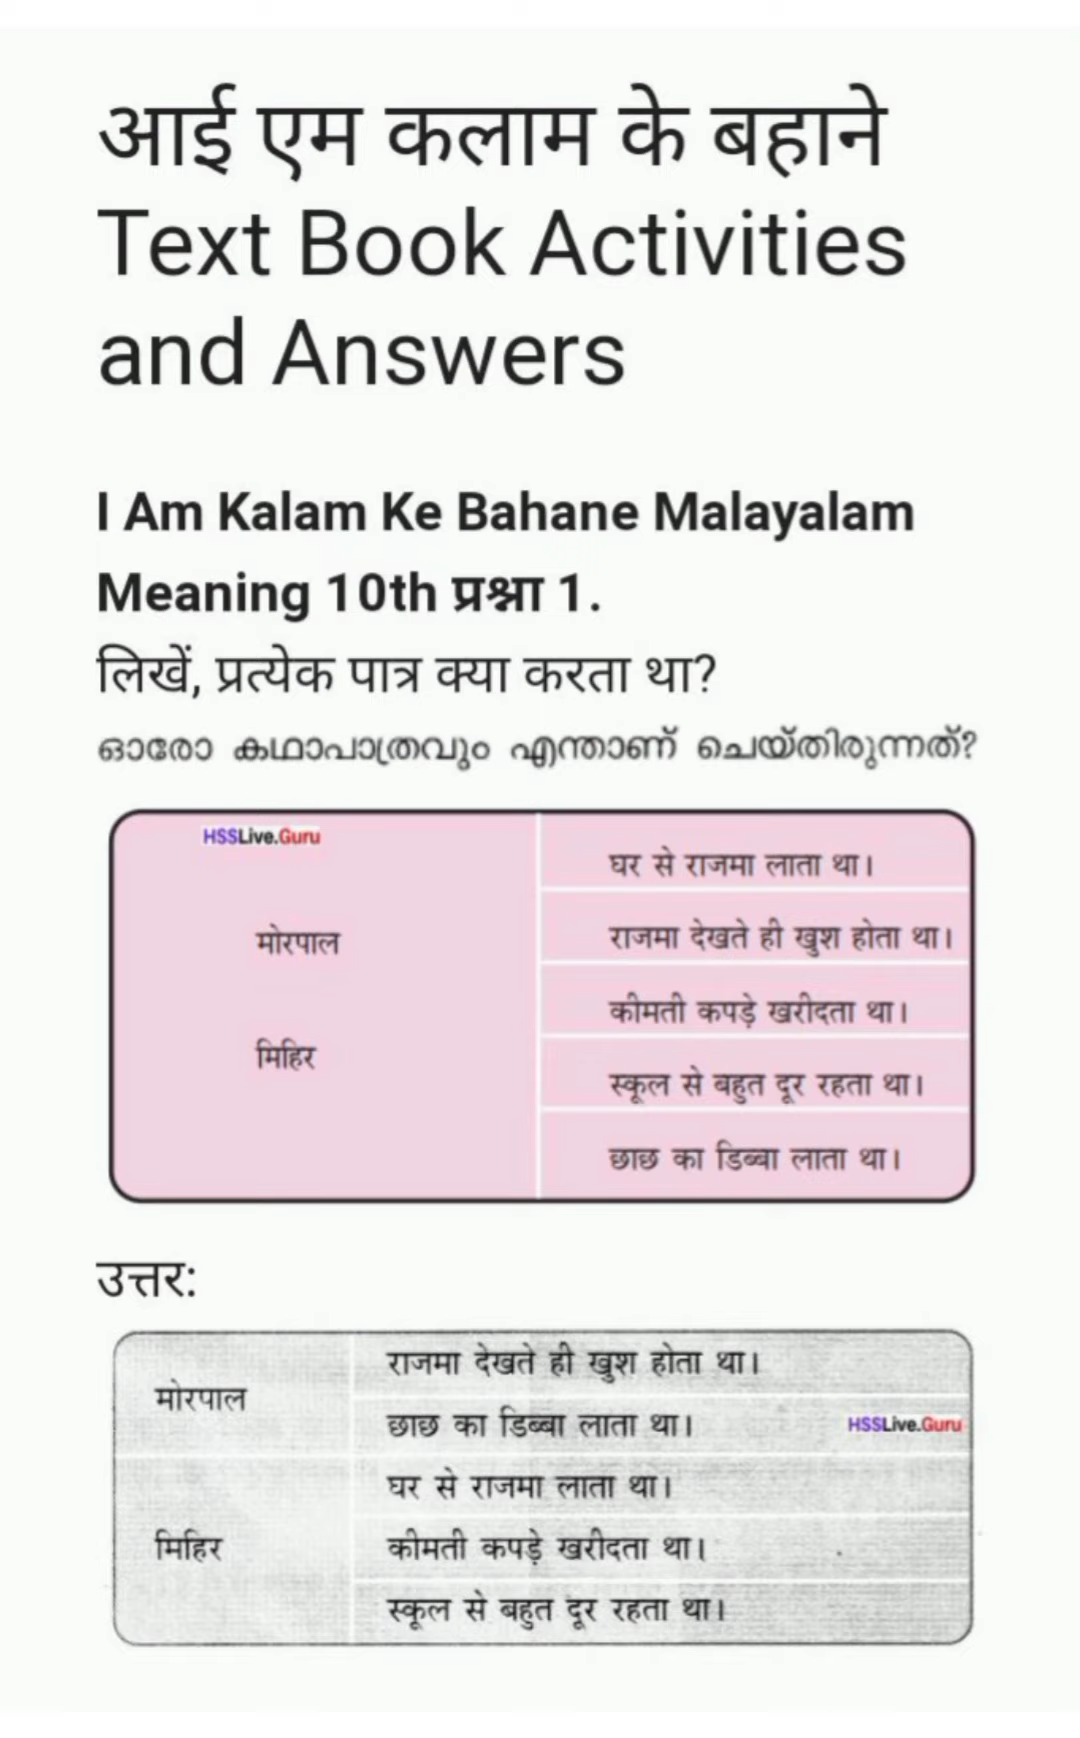 आई एम कलाम के बहाने
Text Book Activities
and Answers
I Am Kalam Ke Bahane Malayalam
Meaning 10th प्रश्ना 1.
लिखें, प्रत्येक पात्र क्या करता था?
ഓരോ കഥാപാത്രവും എന്താണ് ചെയ്തിരുന്നത്?
HSSLive.Guru
मोरपाल
मिहिर
घर से राजमा लाता था।
राजमा देखते ही खुश होता था।
कीमती कपड़े खरीदता था।
स्कूल से बहुत दूर रहता था।
छाछ का डिब्बा लाता था।
उत्तर:
मोरपाल
राजमा देखते ही खुश होता था।
छाछ का डिब्बा लाता था।
HSSLive.Guru
मिहिर
घर से राजमा लाता था।
कीमती कपड़े खरीदता था।
स्कूल से बहुत दूर रहता था।